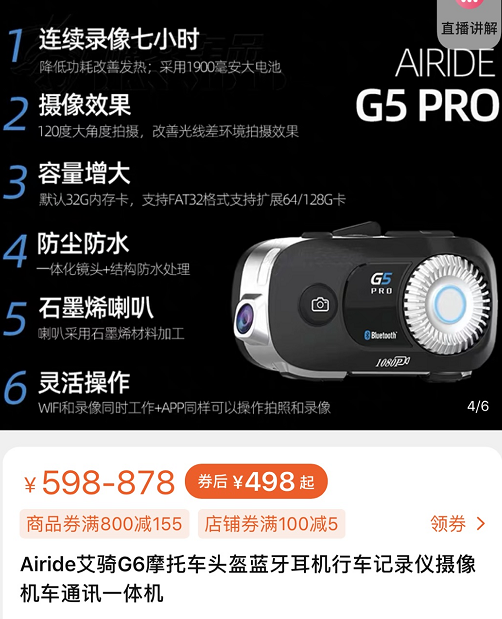 直播讲解
AIRIDE
G5 PRO
1 连续录像七小时
降低功耗改善发热；采用1900毫安大电池
2 摄像效果
120度大角度拍摄，改善光线差环境拍摄效果
3 容量增大
默认32G内存卡，支持FAT32格式支持扩展64/128G卡
4 防尘防水
一体化镜头+结构防水处理
5 石墨烯喇叭
喇叭采用石墨烯材料加工
6 灵活操作
WIFI和录像同时工作+APP同样可以操作拍照和录像
G5
PRO
Bluetooth
1080P
4/6
¥598-878 券后 ¥498 起
商品券满800减155 店铺券满100减5 领券
Airide艾骑G6摩托车头盔蓝牙耳机行车记录仪摄像
机车通讯一体机